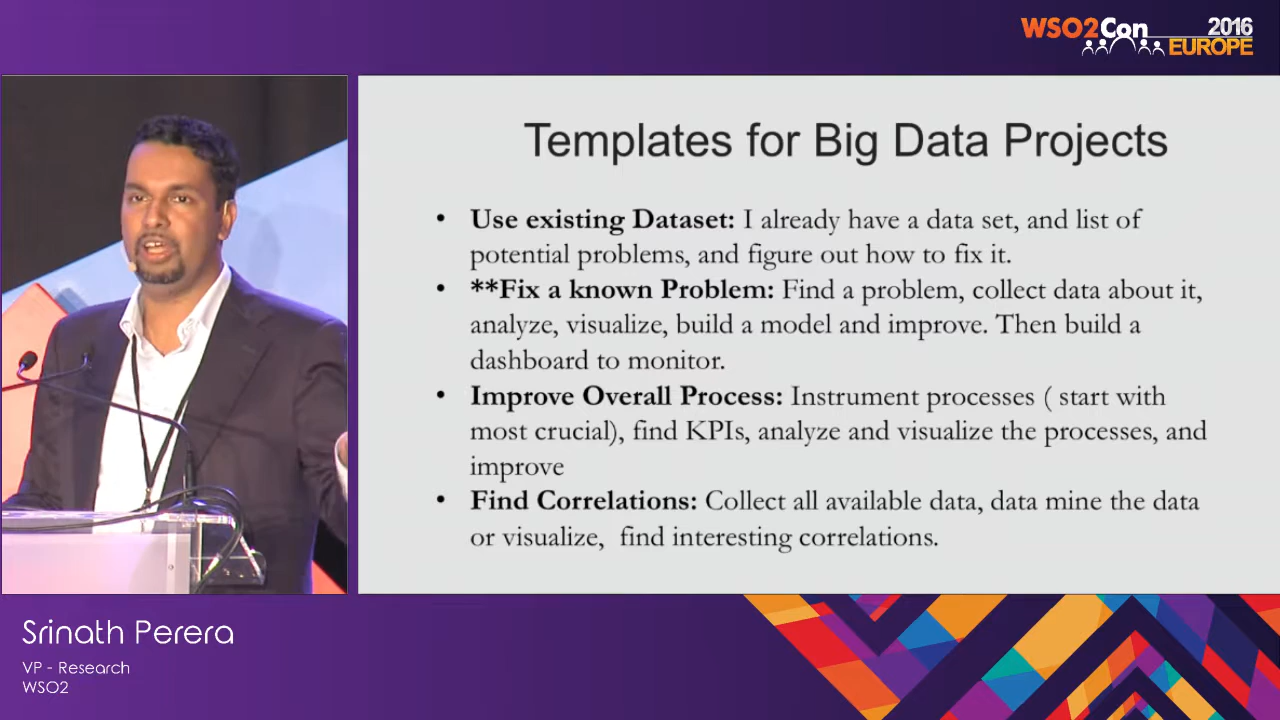 WSO2Con 2016
EUROPE
Templates for Big Data Projects
• Use existing Dataset: I already have a data set, and list of
potential problems, and figure out how to fix it.
• **Fix a known Problem: Find a problem, collect data about it,
analyze, visualize, build a model and improve. Then build a
dashboard to monitor.
• Improve Overall Process: Instrument processes ( start with
most crucial), find KPIs, analyze and visualize the processes, and
improve
• Find Correlations: Collect all available data, data mine the data
or visualize,  find interesting correlations.
Srinath Perera
VP - Research
WSO2